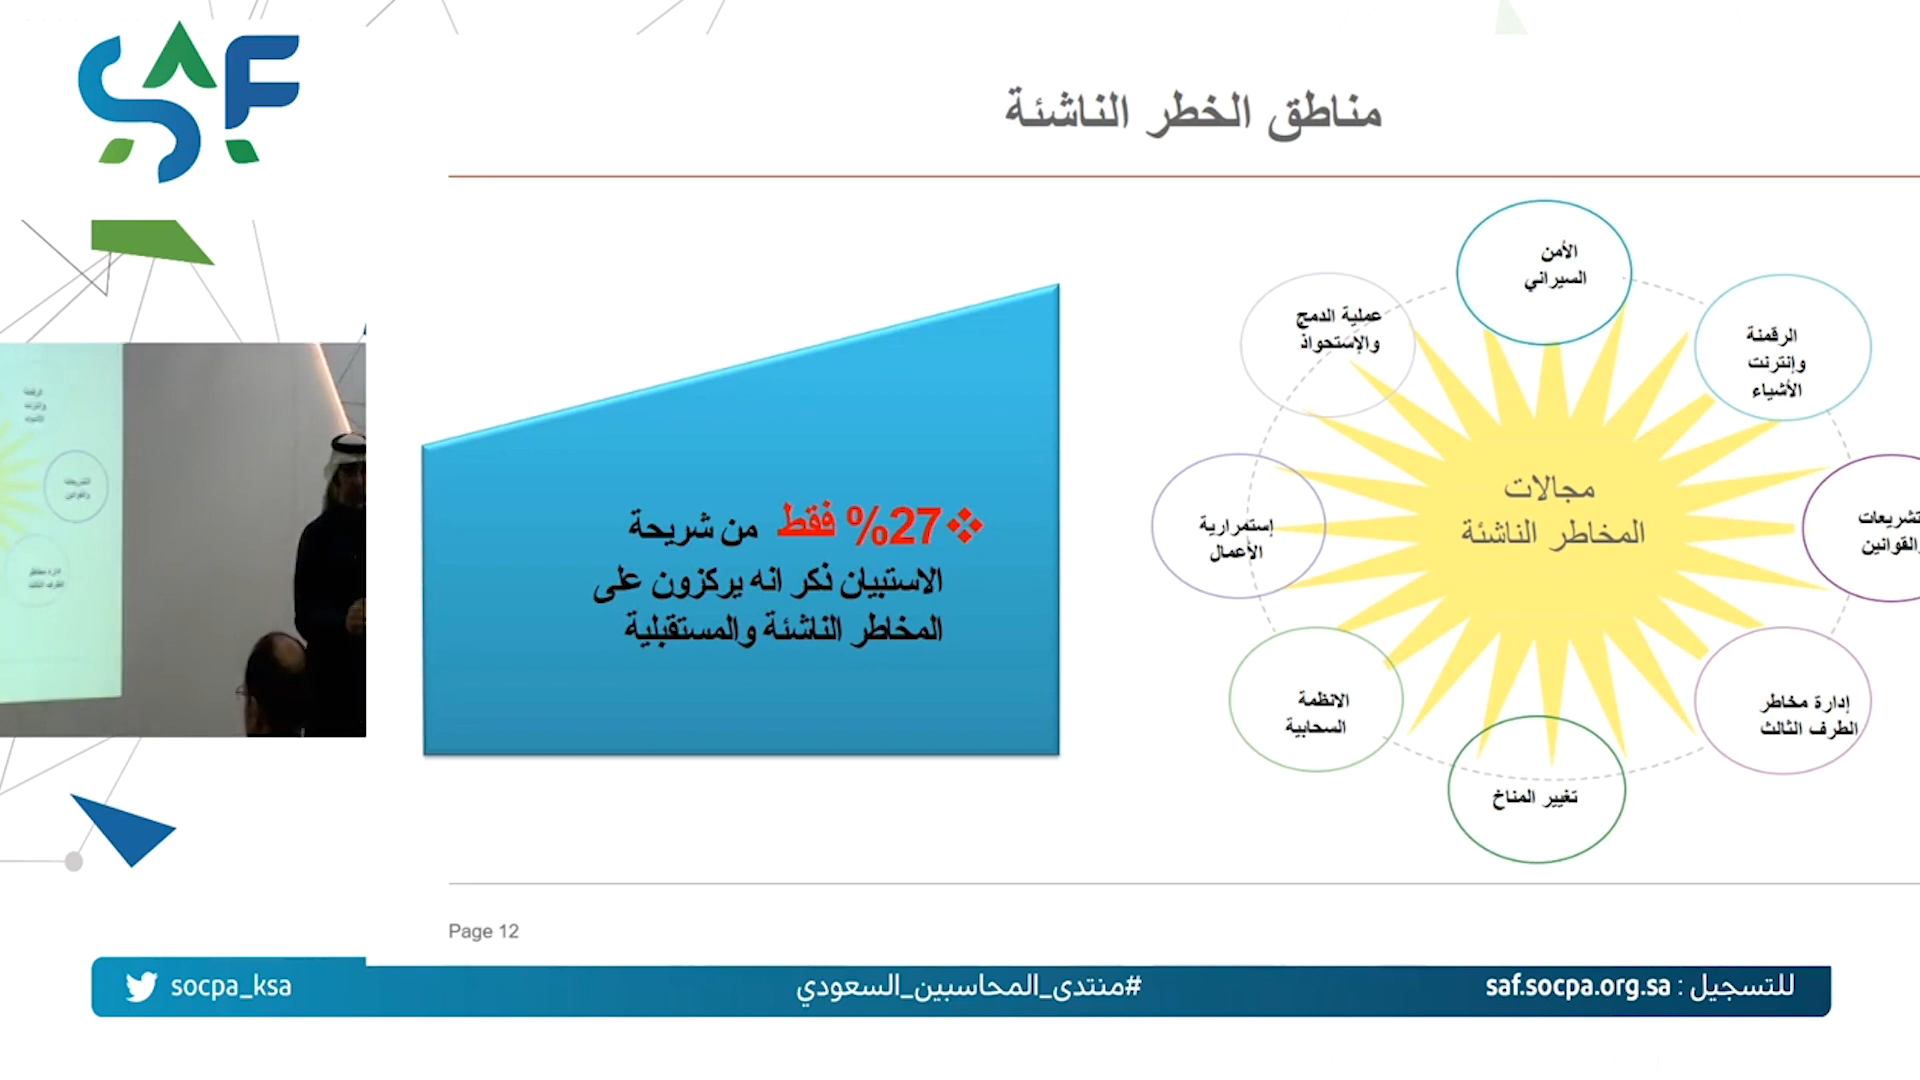 SAF
مناطق الخطر الناشئة
الأمن
السيراني
الرقمنة
وإنترنت
الأشياء
عملية الدمج
والإستحواذ
مجالات
المخاطر الناشئة
تشريعات
والقوانين
إستمرارية
الأعمال
إدارة مخاطر
الطرف الثالث
الانظمة
السحابية
تغيير المناخ
❖27% فقط من شريحة
الاستبيان ذكر انه يركزون على
المخاطر الناشئة والمستقبلية
Page 12
للتسجيل : saf.socpa.org.sa
#منتدى_المحاسبين_السعودي
socpa_ksa